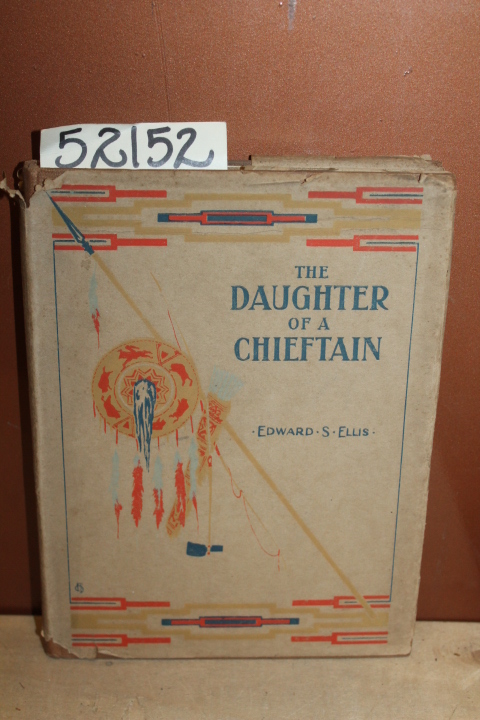 52152
THE
DAUGHTER
OF A
CHIEFTAIN
·EDWARD·S·ELLIS·